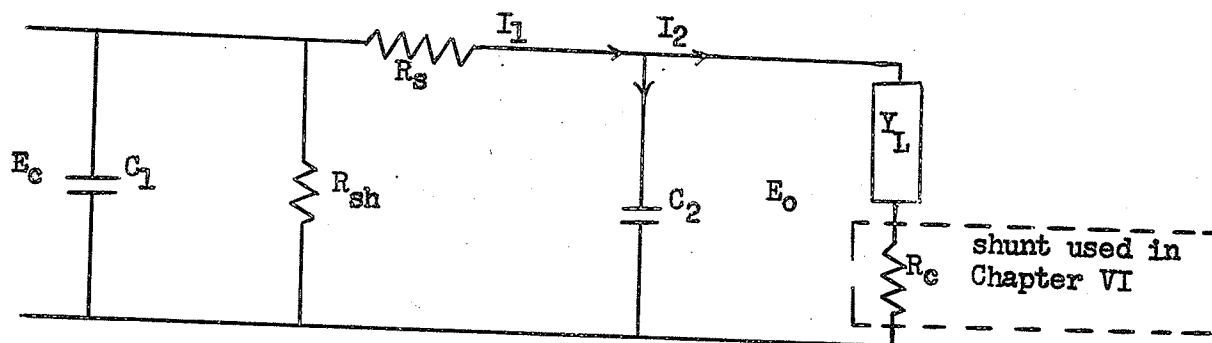 I1 I2
Rs
YL
Ec C1
Rsh
C2
Eo
Rc
shunt used in
Chapter VI